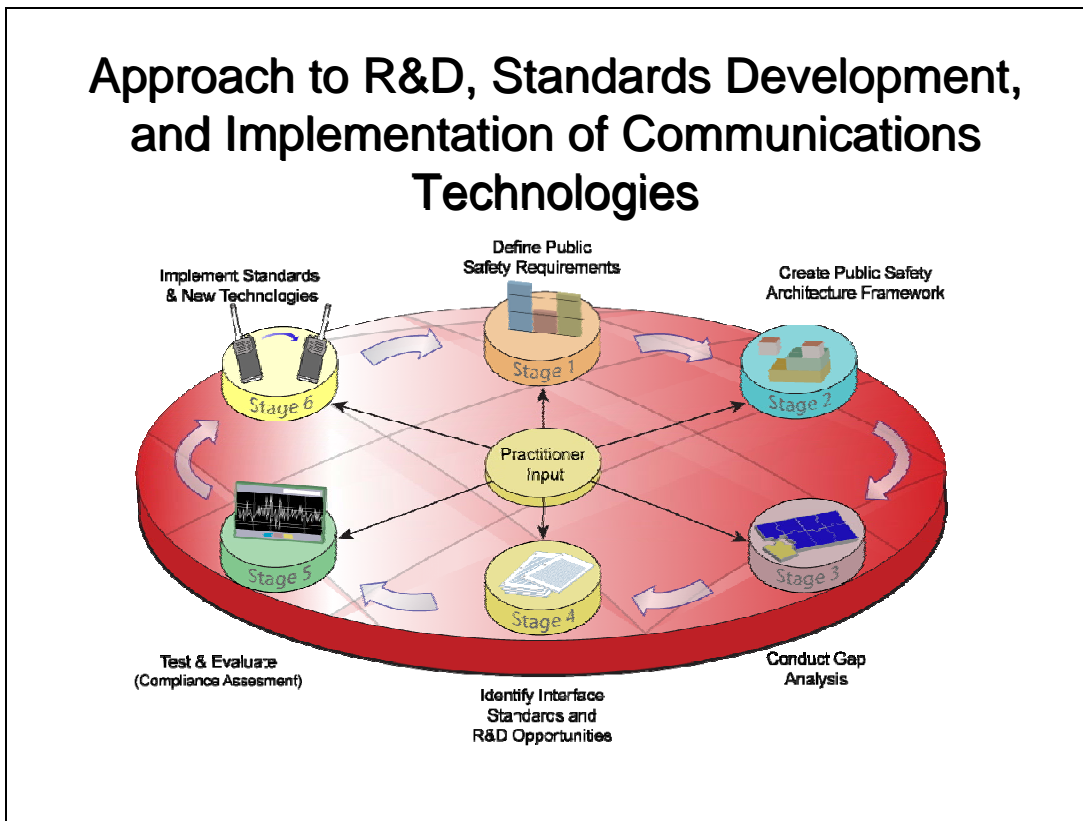 Approach to R&D, Standards Development,
and Implementation of Communications
Technologies
Define Public
Safety Requirements
Implement Standards
& New Technologies
Create Public Safety
Architecture Framework
Stage 1
Stage 6
Stage 2
Practitioner
Input
Stage 5
Stage 3
Stage 4
Test & Evaluate
(Compliance Assesment)
Conduct Gap
Analysis
Identify Interface
Standards and
R&D Opportunities